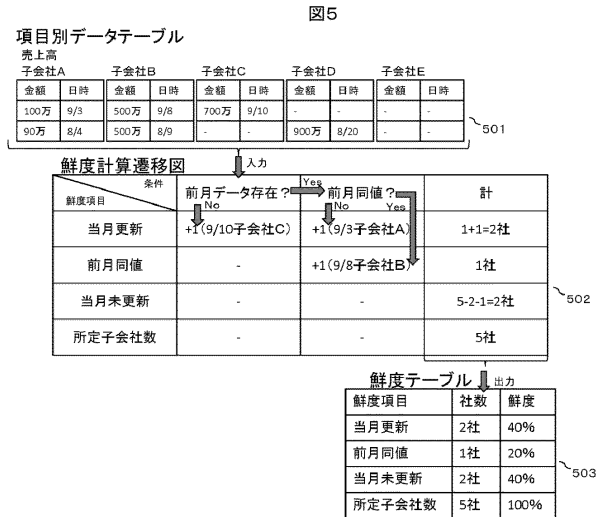 図5
項目別データテーブル
売上高
子会社A 子会社B 子会社C 子会社D 子会社E
金額 日時 金額 日時 金額 日時 金額 日時 金額 日時
100万 9/3 500万 9/8 700万 9/10 - - - -
90万 8/4 500万 8/9 - - 900万 8/20 - -
501
入力
鮮度計算遷移図
条件
鮮度項目
前月データ存在? Yes 前月同値? 計
No No Yes
当月更新 +1(9/10子会社C) +1(9/3子会社A) 1+1=2社
前月同値 - +1(9/8子会社B) 1社
当月未更新 - - 5-2-1=2社
所定子会社数 - - 5社
502
鮮度テーブル 出力
鮮度項目 社数 鮮度
当月更新 2社 40%
前月同値 1社 20%
当月未更新 2社 40%
所定子会社数 5社 100%
503